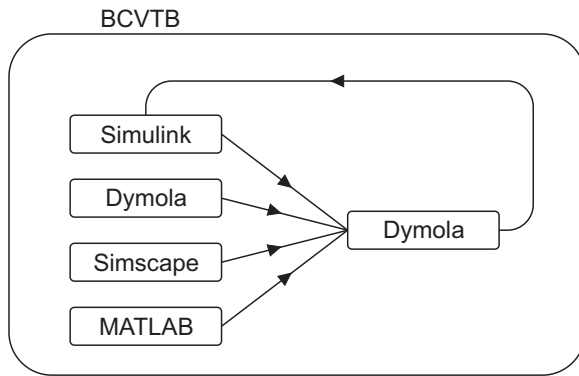 BCVTB
Simulink
Dymola
Simscape
MATLAB
Dymola